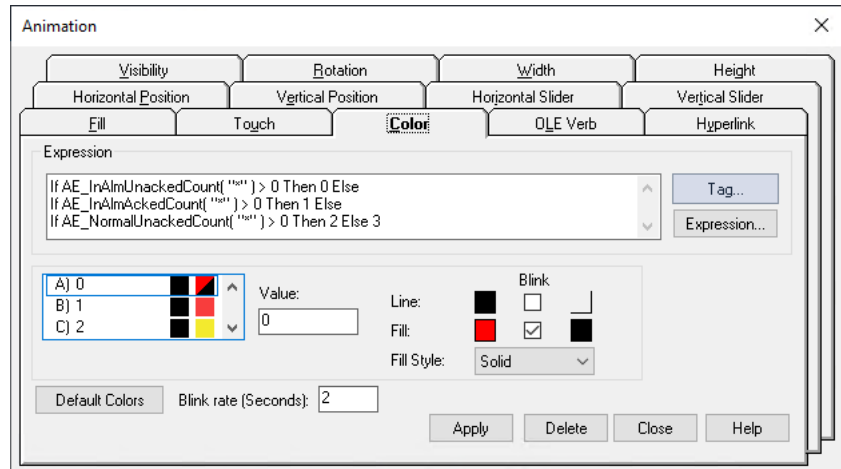 Animation
Visibility
Rotation
Width
Height
Horizontal Position
Vertical Position
Horizontal Slider
Vertical Slider
Fill
Touch
Color
OLE Verb
Hyperlink
Expression
If AE_InAlmUnackedCount( "*" ) > 0 Then 0 Else
If AE_InAlmAckedCount( "*" ) > 0 Then 1 Else
If AE_NormalUnackedCount( "*" ) > 0 Then 2 Else 3
Tag...
Expression...
A) 0
B) 1
C) 2
Value:
0
Blink
Line:
Fill:
Fill Style:
Solid
Default Colors
Blink rate (Seconds):
2
Apply
Delete
Close
Help